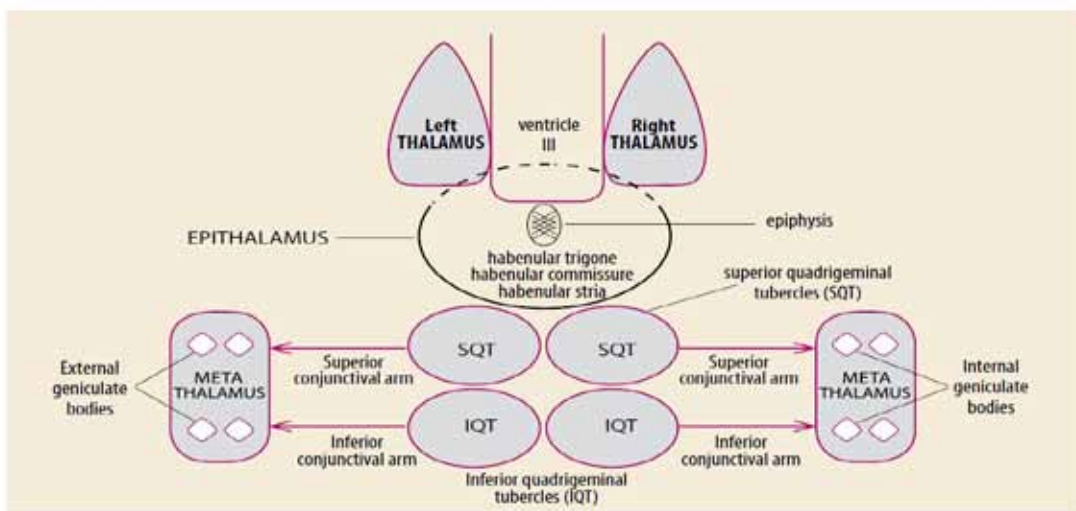 Left
THALAMUS
ventricle
III
Right
THALAMUS
EPITHALAMUS
epiphysis
habenular trigone
habenular commissure
habenular stria
superior quadrigeminal
tubercles (SQT)
External
geniculate
bodies
META
THALAMUS
Superior
conjunctival arm
SQT
SQT
Superior
conjunctival arm
META
THALAMUS
Internal
geniculate
bodies
Inferior
conjunctival arm
IQT
IQT
Inferior
conjunctival arm
Inferior quadrigeminal
tubercles (IQT)